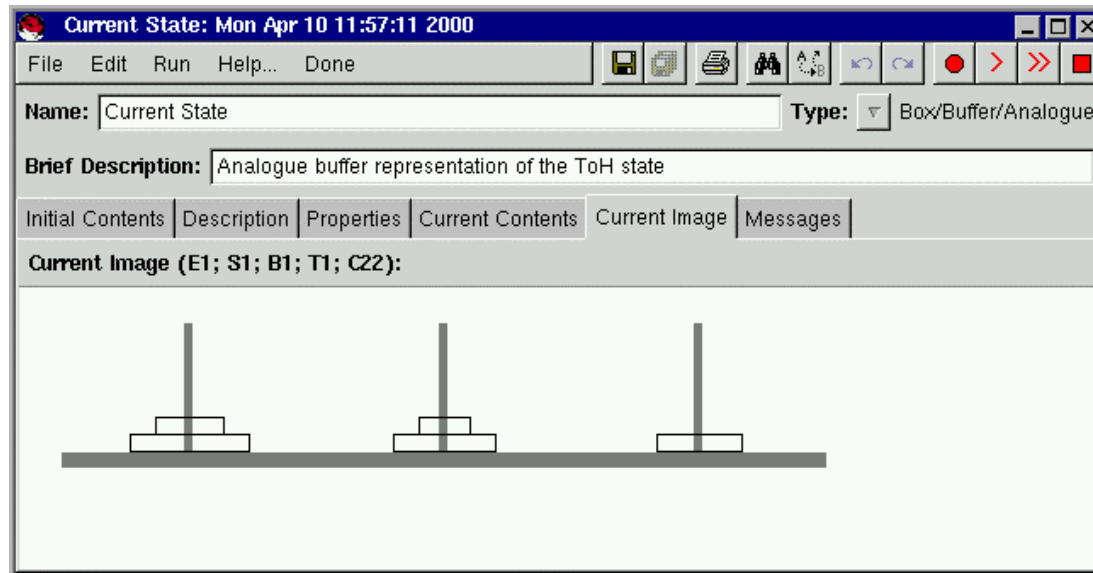 Current State: Mon Apr 10 11:57:11 2000
File Edit Run Help... Done
Name: Current State Type: Box/Buffer/Analogue
Brief Description: Analogue buffer representation of the ToH state
Initial Contents Description Properties Current Contents Current Image Messages
Current Image (E1; S1; B1; T1; C22):